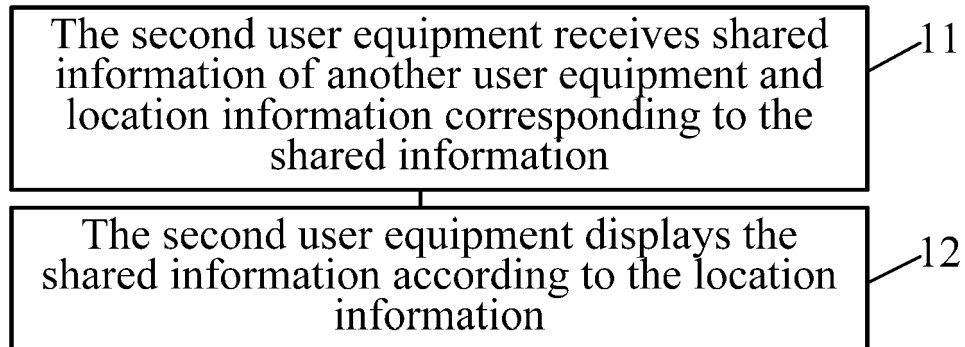 The second user equipment receives shared
information of another user equipment and
location information corresponding to the
shared information
11
The second user equipment displays the
shared information according to the location
information
12